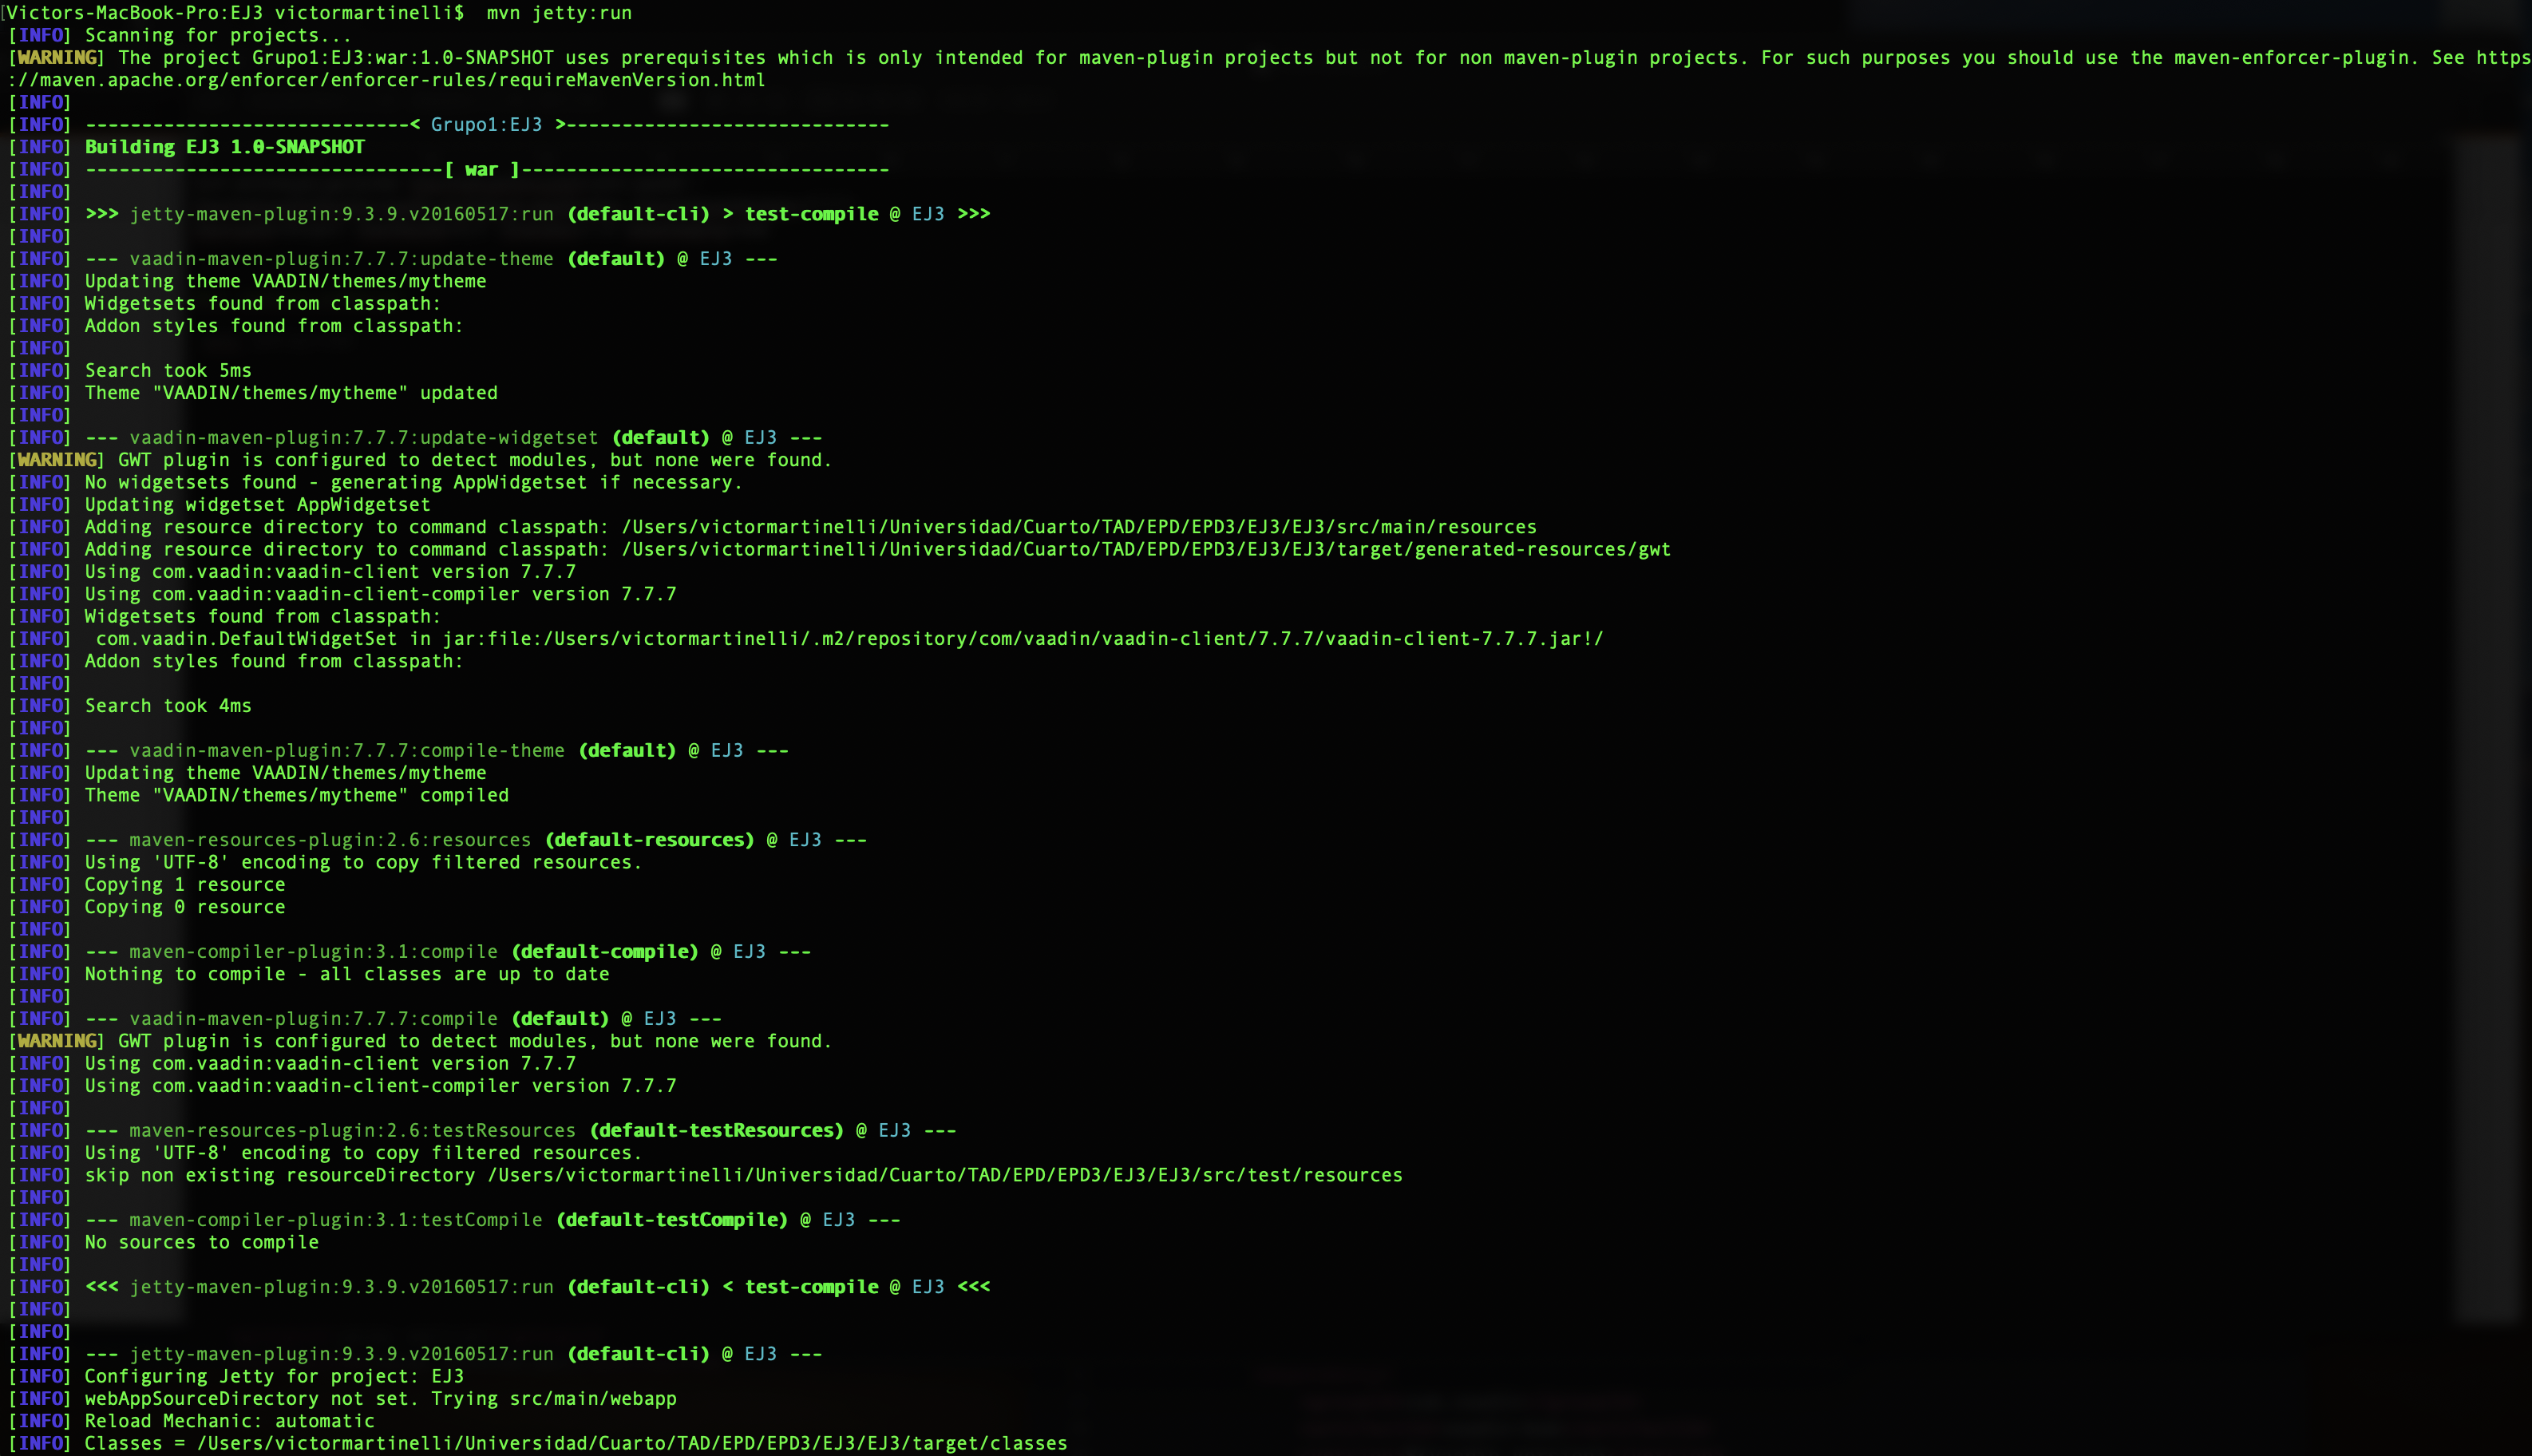 [Victors-MacBook-Pro:EJ3 victormartinelli$  mvn jetty:run
[INFO] Scanning for projects...
[WARNING] The project Grupo1:EJ3:war:1.0-SNAPSHOT uses prerequisites which is only intended for maven-plugin projects but not for non maven-plugin projects. For such purposes you should use the maven-enforcer-plugin. See https
://maven.apache.org/enforcer/enforcer-rules/requireMavenVersion.html
[INFO]
[INFO] -----------------------------< Grupo1:EJ3 >-----------------------------
[INFO] Building EJ3 1.0-SNAPSHOT
[INFO] --------------------------------[ war ]---------------------------------
[INFO]
[INFO] >>> jetty-maven-plugin:9.3.9.v20160517:run (default-cli) > test-compile @ EJ3 >>>
[INFO]
[INFO] --- vaadin-maven-plugin:7.7.7:update-theme (default) @ EJ3 ---
[INFO] Updating theme VAADIN/themes/mytheme
[INFO] Widgetsets found from classpath:
[INFO] Addon styles found from classpath:
[INFO]
[INFO] Search took 5ms
[INFO] Theme "VAADIN/themes/mytheme" updated
[INFO]
[INFO] --- vaadin-maven-plugin:7.7.7:update-widgetset (default) @ EJ3 ---
[WARNING] GWT plugin is configured to detect modules, but none were found.
[INFO] No widgetsets found - generating AppWidgetset if necessary.
[INFO] Updating widgetset AppWidgetset
[INFO] Adding resource directory to command classpath: /Users/victormartinelli/Universidad/Cuarto/TAD/EPD/EPD3/EJ3/EJ3/src/main/resources
[INFO] Adding resource directory to command classpath: /Users/victormartinelli/Universidad/Cuarto/TAD/EPD/EPD3/EJ3/EJ3/target/generated-resources/gwt
[INFO] Using com.vaadin:vaadin-client version 7.7.7
[INFO] Using com.vaadin:vaadin-client-compiler version 7.7.7
[INFO] Widgetsets found from classpath:
[INFO]  com.vaadin.DefaultWidgetSet in jar:file:/Users/victormartinelli/.m2/repository/com/vaadin/vaadin-client/7.7.7/vaadin-client-7.7.7.jar!/
[INFO] Addon styles found from classpath:
[INFO]
[INFO] Search took 4ms
[INFO]
[INFO] --- vaadin-maven-plugin:7.7.7:compile-theme (default) @ EJ3 ---
[INFO] Updating theme VAADIN/themes/mytheme
[INFO] Theme "VAADIN/themes/mytheme" compiled
[INFO]
[INFO] --- maven-resources-plugin:2.6:resources (default-resources) @ EJ3 ---
[INFO] Using 'UTF-8' encoding to copy filtered resources.
[INFO] Copying 1 resource
[INFO] Copying 0 resource
[INFO]
[INFO] --- maven-compiler-plugin:3.1:compile (default-compile) @ EJ3 ---
[INFO] Nothing to compile - all classes are up to date
[INFO]
[INFO] --- vaadin-maven-plugin:7.7.7:compile (default) @ EJ3 ---
[WARNING] GWT plugin is configured to detect modules, but none were found.
[INFO] Using com.vaadin:vaadin-client version 7.7.7
[INFO] Using com.vaadin:vaadin-client-compiler version 7.7.7
[INFO]
[INFO] --- maven-resources-plugin:2.6:testResources (default-testResources) @ EJ3 ---
[INFO] Using 'UTF-8' encoding to copy filtered resources.
[INFO] skip non existing resourceDirectory /Users/victormartinelli/Universidad/Cuarto/TAD/EPD/EPD3/EJ3/EJ3/src/test/resources
[INFO]
[INFO] --- maven-compiler-plugin:3.1:testCompile (default-testCompile) @ EJ3 ---
[INFO] No sources to compile
[INFO]
[INFO] <<< jetty-maven-plugin:9.3.9.v20160517:run (default-cli) < test-compile @ EJ3 <<<
[INFO]
[INFO]
[INFO] --- jetty-maven-plugin:9.3.9.v20160517:run (default-cli) @ EJ3 ---
[INFO] Configuring Jetty for project: EJ3
[INFO] webAppSourceDirectory not set. Trying src/main/webapp
[INFO] Reload Mechanic: automatic
[INFO] Classes = /Users/victormartinelli/Universidad/Cuarto/TAD/EPD/EPD3/EJ3/EJ3/target/classes